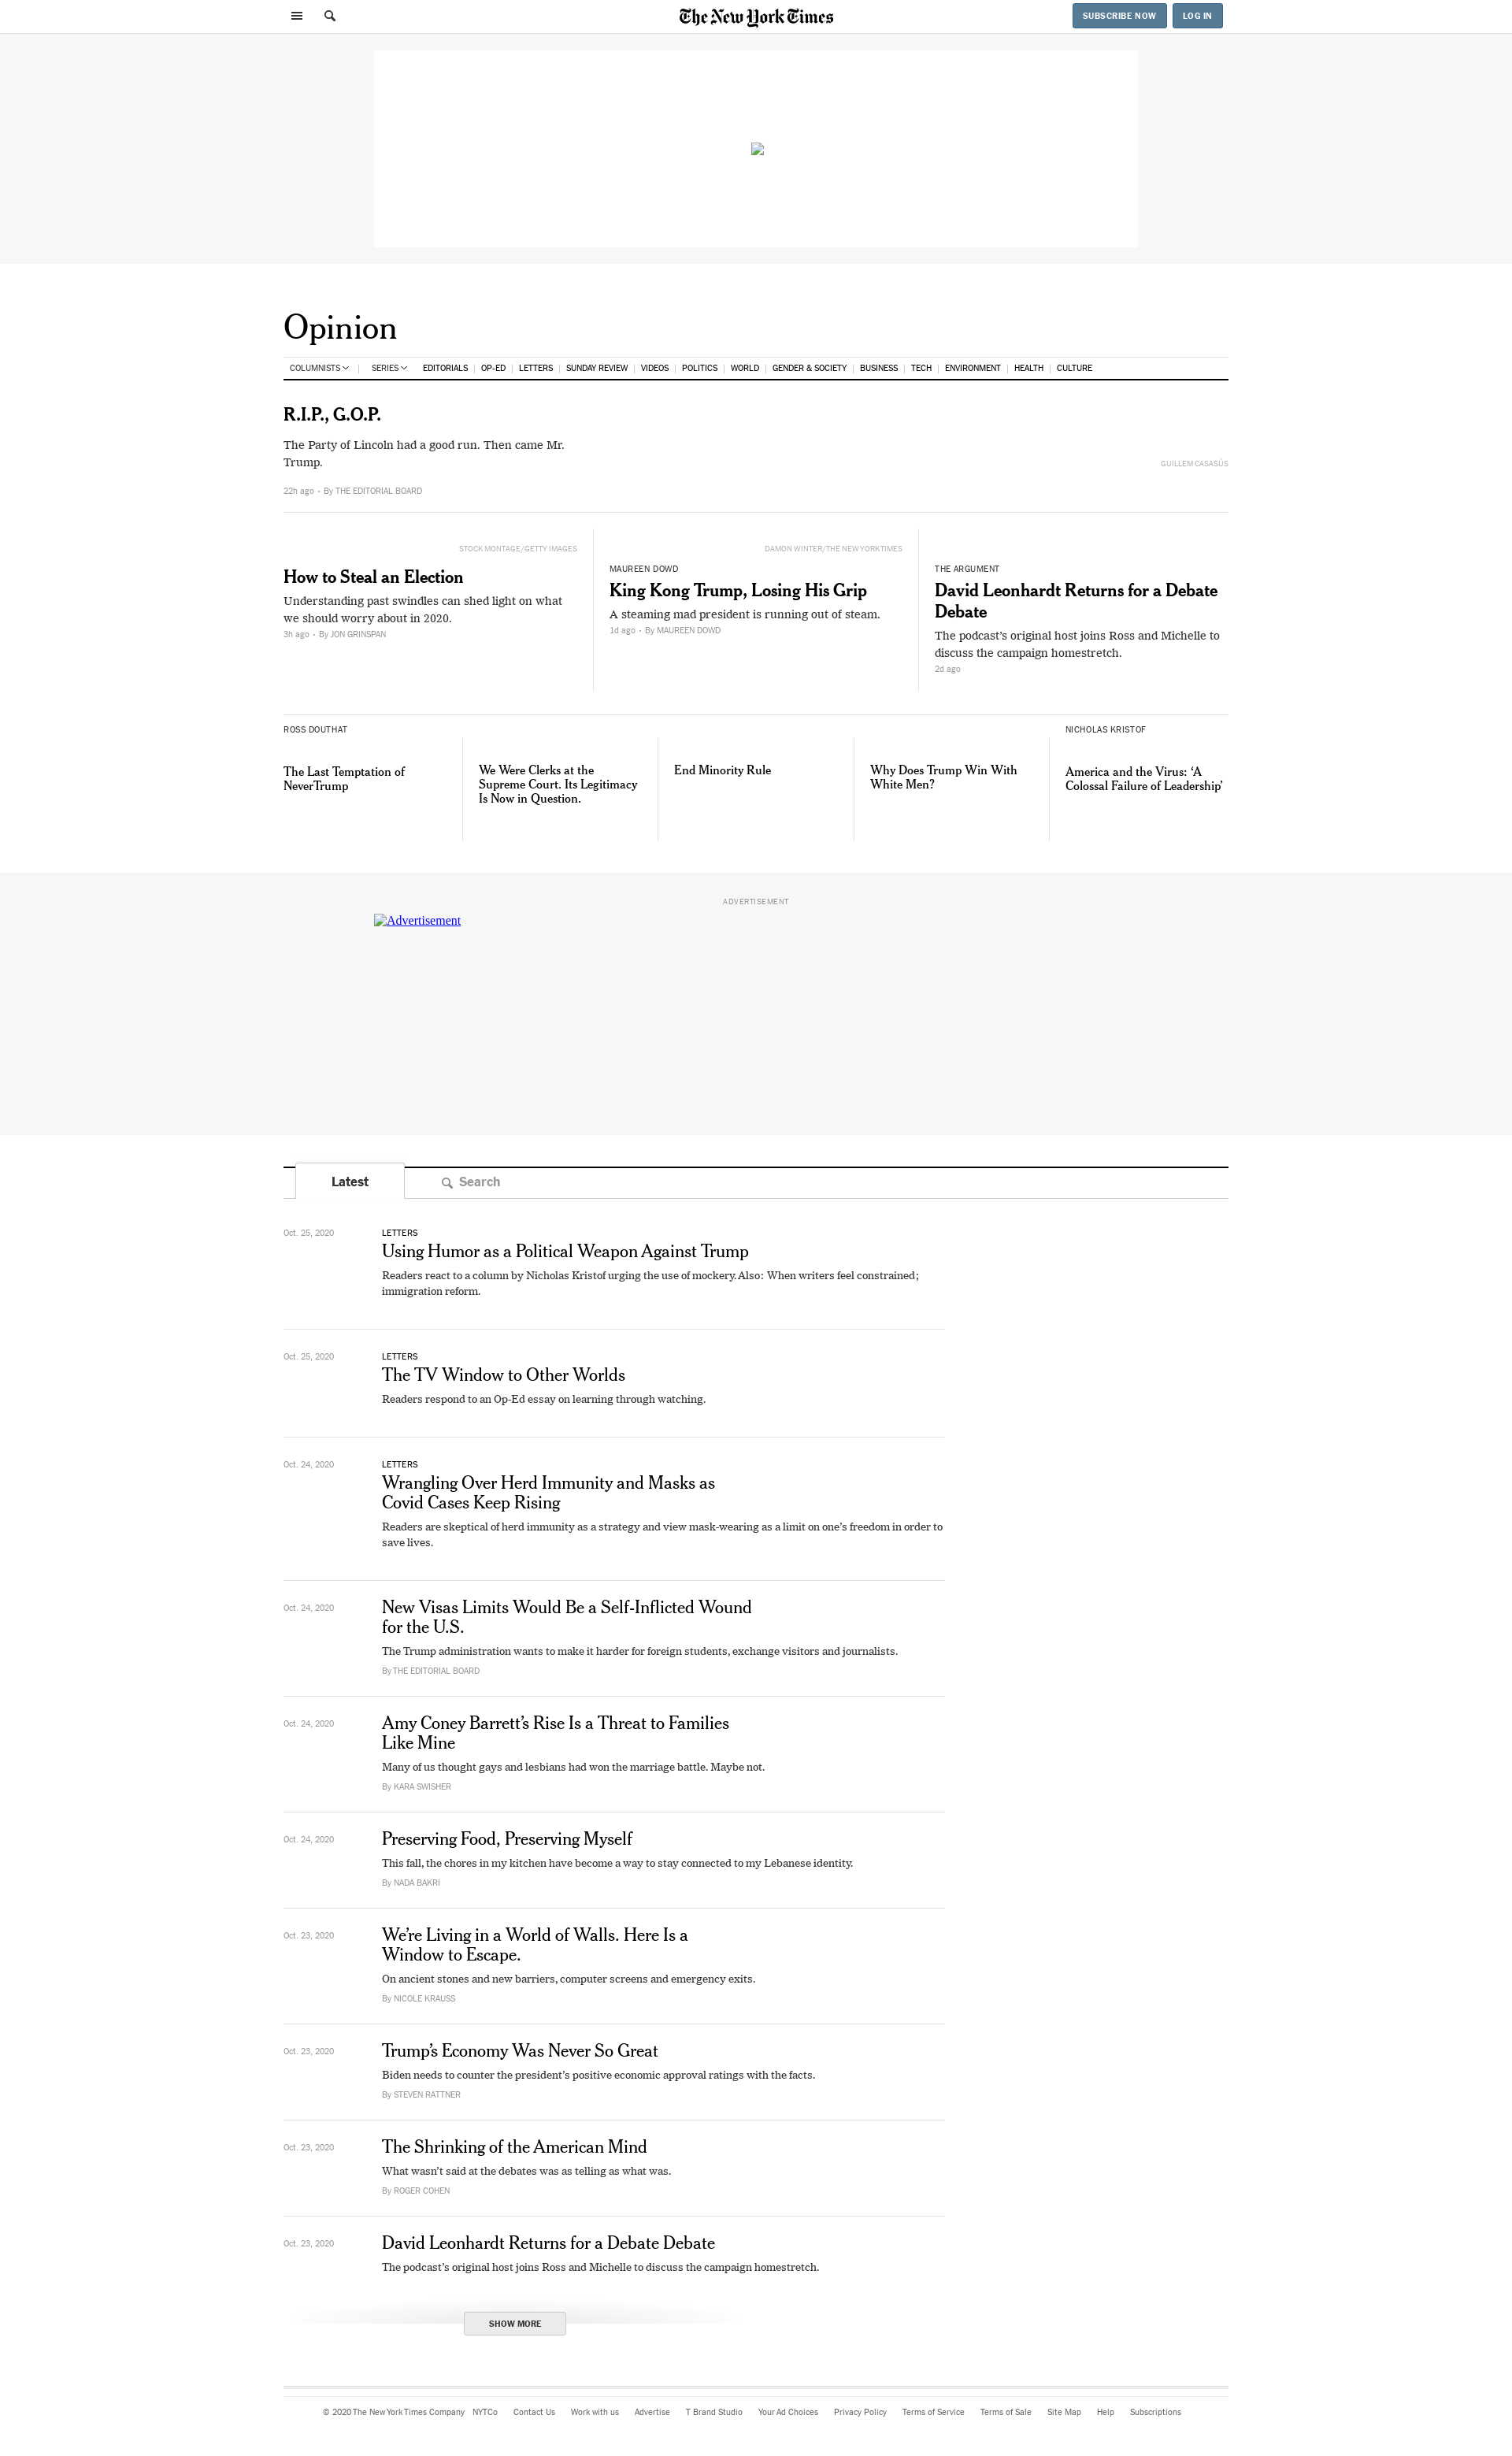 The New York Times
SUBSCRIBE NOW
LOG IN
Opinion
COLUMNISTS | SERIES EDITORIALS | OP-ED | LETTERS | SUNDAY REVIEW | VIDEOS | POLITICS | WORLD | GENDER & SOCIETY | BUSINESS | TECH | ENVIRONMENT | HEALTH | CULTURE
R.I.P., G.O.P.
The Party of Lincoln had a good run. Then came Mr.
Trump.
GUILLEM CASASÚS
22h ago • By THE EDITORIAL BOARD
STOCK MONTAGE/GETTY IMAGES
How to Steal an Election
Understanding past swindles can shed light on what
we should worry about in 2020.
3h ago • By JON GRINSPAN
DAMON WINTER/THE NEW YORK TIMES
MAUREEN DOWD
King Kong Trump, Losing His Grip
A steaming mad president is running out of steam.
1d ago • By MAUREEN DOWD
THE ARGUMENT
David Leonhardt Returns for a Debate
Debate
The podcast’s original host joins Ross and Michelle to
discuss the campaign homestretch.
2d ago
ROSS DOUTHAT
The Last Temptation of
NeverTrump
We Were Clerks at the
Supreme Court. Its Legitimacy
Is Now in Question.
End Minority Rule
Why Does Trump Win With
White Men?
NICHOLAS KRISTOF
America and the Virus: ‘A
Colossal Failure of Leadership’
ADVERTISEMENT
Advertisement
Latest
Search
Oct. 25, 2020
LETTERS
Using Humor as a Political Weapon Against Trump
Readers react to a column by Nicholas Kristof urging the use of mockery. Also: When writers feel constrained;
immigration reform.
Oct. 25, 2020
LETTERS
The TV Window to Other Worlds
Readers respond to an Op-Ed essay on learning through watching.
Oct. 24, 2020
LETTERS
Wrangling Over Herd Immunity and Masks as
Covid Cases Keep Rising
Readers are skeptical of herd immunity as a strategy and view mask-wearing as a limit on one’s freedom in order to
save lives.
Oct. 24, 2020
New Visas Limits Would Be a Self-Inflicted Wound
for the U.S.
The Trump administration wants to make it harder for foreign students, exchange visitors and journalists.
By THE EDITORIAL BOARD
Oct. 24, 2020
Amy Coney Barrett’s Rise Is a Threat to Families
Like Mine
Many of us thought gays and lesbians had won the marriage battle. Maybe not.
By KARA SWISHER
Oct. 24, 2020
Preserving Food, Preserving Myself
This fall, the chores in my kitchen have become a way to stay connected to my Lebanese identity.
By NADA BAKRI
Oct. 23, 2020
We’re Living in a World of Walls. Here Is a
Window to Escape.
On ancient stones and new barriers, computer screens and emergency exits.
By NICOLE KRAUSS
Oct. 23, 2020
Trump’s Economy Was Never So Great
Biden needs to counter the president’s positive economic approval ratings with the facts.
By STEVEN RATTNER
Oct. 23, 2020
The Shrinking of the American Mind
What wasn’t said at the debates was as telling as what was.
By ROGER COHEN
Oct. 23, 2020
David Leonhardt Returns for a Debate Debate
The podcast’s original host joins Ross and Michelle to discuss the campaign homestretch.
SHOW MORE
© 2020 The New York Times Company NYTCo Contact Us Work with us Advertise T Brand Studio Your Ad Choices Privacy Policy Terms of Service Terms of Sale Site Map Help Subscriptions